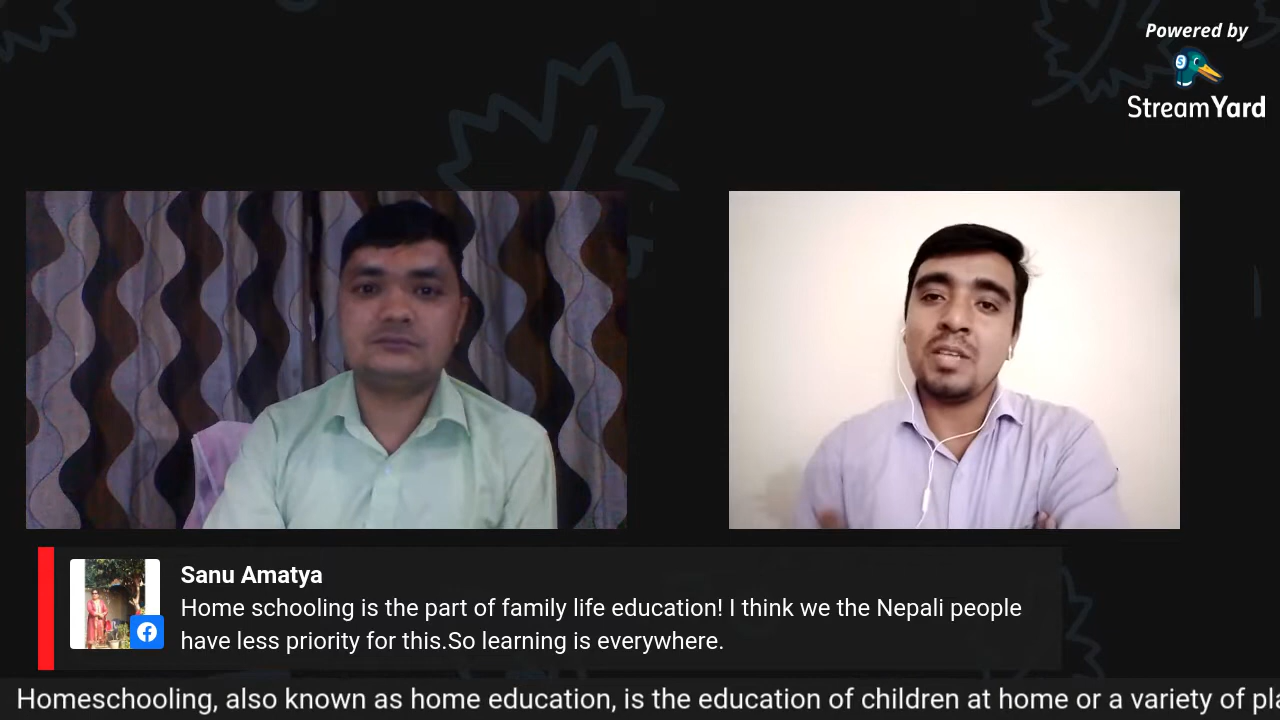 Powered by
StreamYard
Sanu Amatya
Home schooling is the part of family life education! I think we the Nepali people
have less priority for this.So learning is everywhere.
Homeschooling, also known as home education, is the education of children at home or a variety of